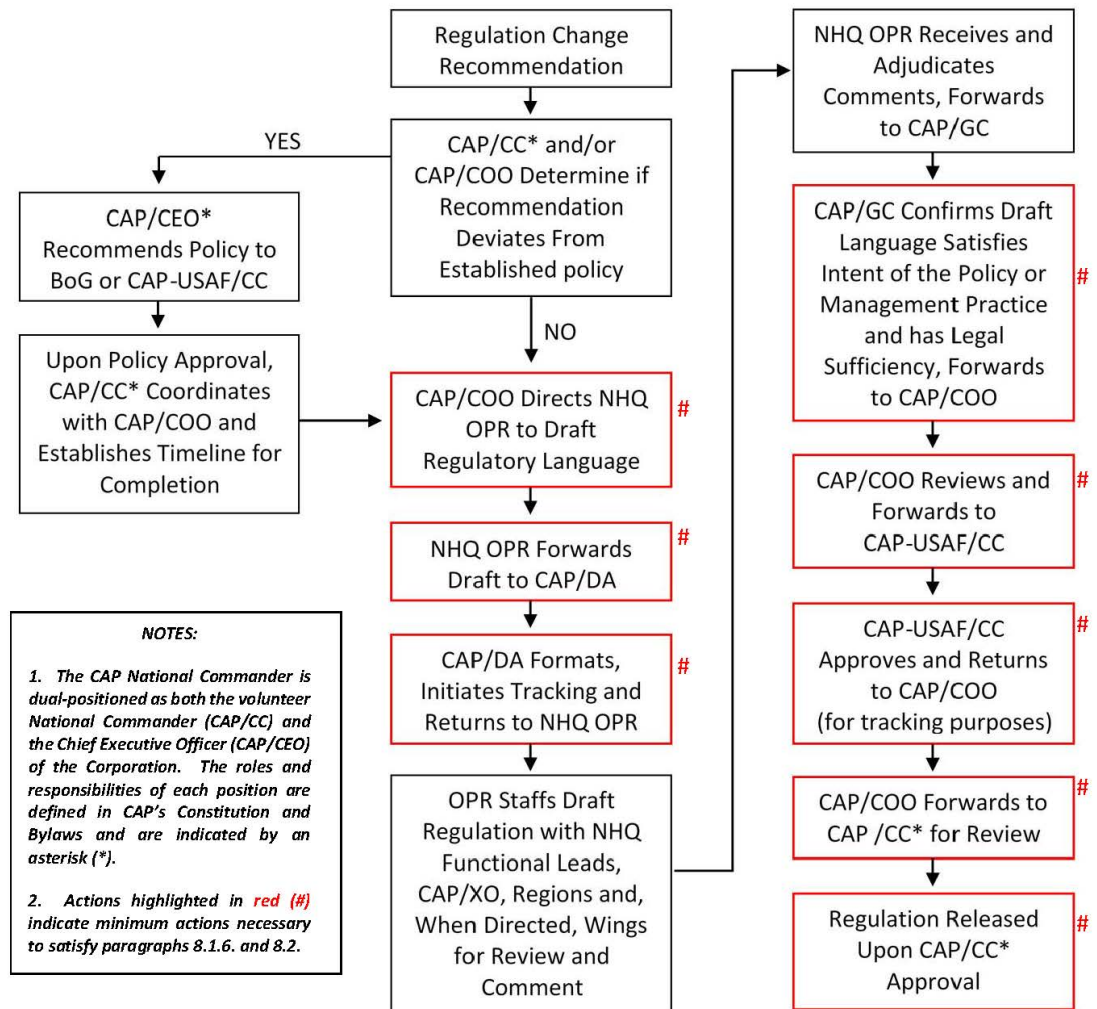 Regulation Change
Recommendation
YES
CAP/CC* and/or
CAP/COO Determine if
Recommendation
Deviates From
Established policy
CAP/CEO*
Recommends Policy to
BoG or CAP-USAF/CC
Upon Policy Approval,
CAP/CC* Coordinates
with CAP/COO and
Establishes Timeline for
Completion
NO
CAP/COO Directs NHQ
OPR to Draft
Regulatory Language
#
NHQ OPR Forwards
Draft to CAP/DA
#
CAP/DA Formats,
Initiates Tracking and
Returns to NHQ OPR
#
OPR Staffs Draft
Regulation with NHQ
Functional Leads,
CAP/XO, Regions and,
When Directed, Wings
for Review and
Comment
NHQ OPR Receives and
Adjudicates
Comments, Forwards
to CAP/GC
CAP/GC Confirms Draft
Language Satisfies
Intent of the Policy or
Management Practice
and has Legal
Sufficiency, Forwards
to CAP/COO
#
CAP/COO Reviews and
Forwards to
CAP-USAF/CC
#
CAP-USAF/CC
Approves and Returns
to CAP/COO
(for tracking purposes)
#
CAP/COO Forwards to
CAP /CC* for Review
#
Regulation Released
Upon CAP/CC*
Approval
#
NOTES:
1. The CAP National Commander is
dual-positioned as both the volunteer
National Commander (CAP/CC) and
the Chief Executive Officer (CAP/CEO)
of the Corporation. The roles and
responsibilities of each position are
defined in CAP's Constitution and
Bylaws and are indicated by an
asterisk (*).
2. Actions highlighted in red (#)
indicate minimum actions necessary
to satisfy paragraphs 8.1.6. and 8.2.